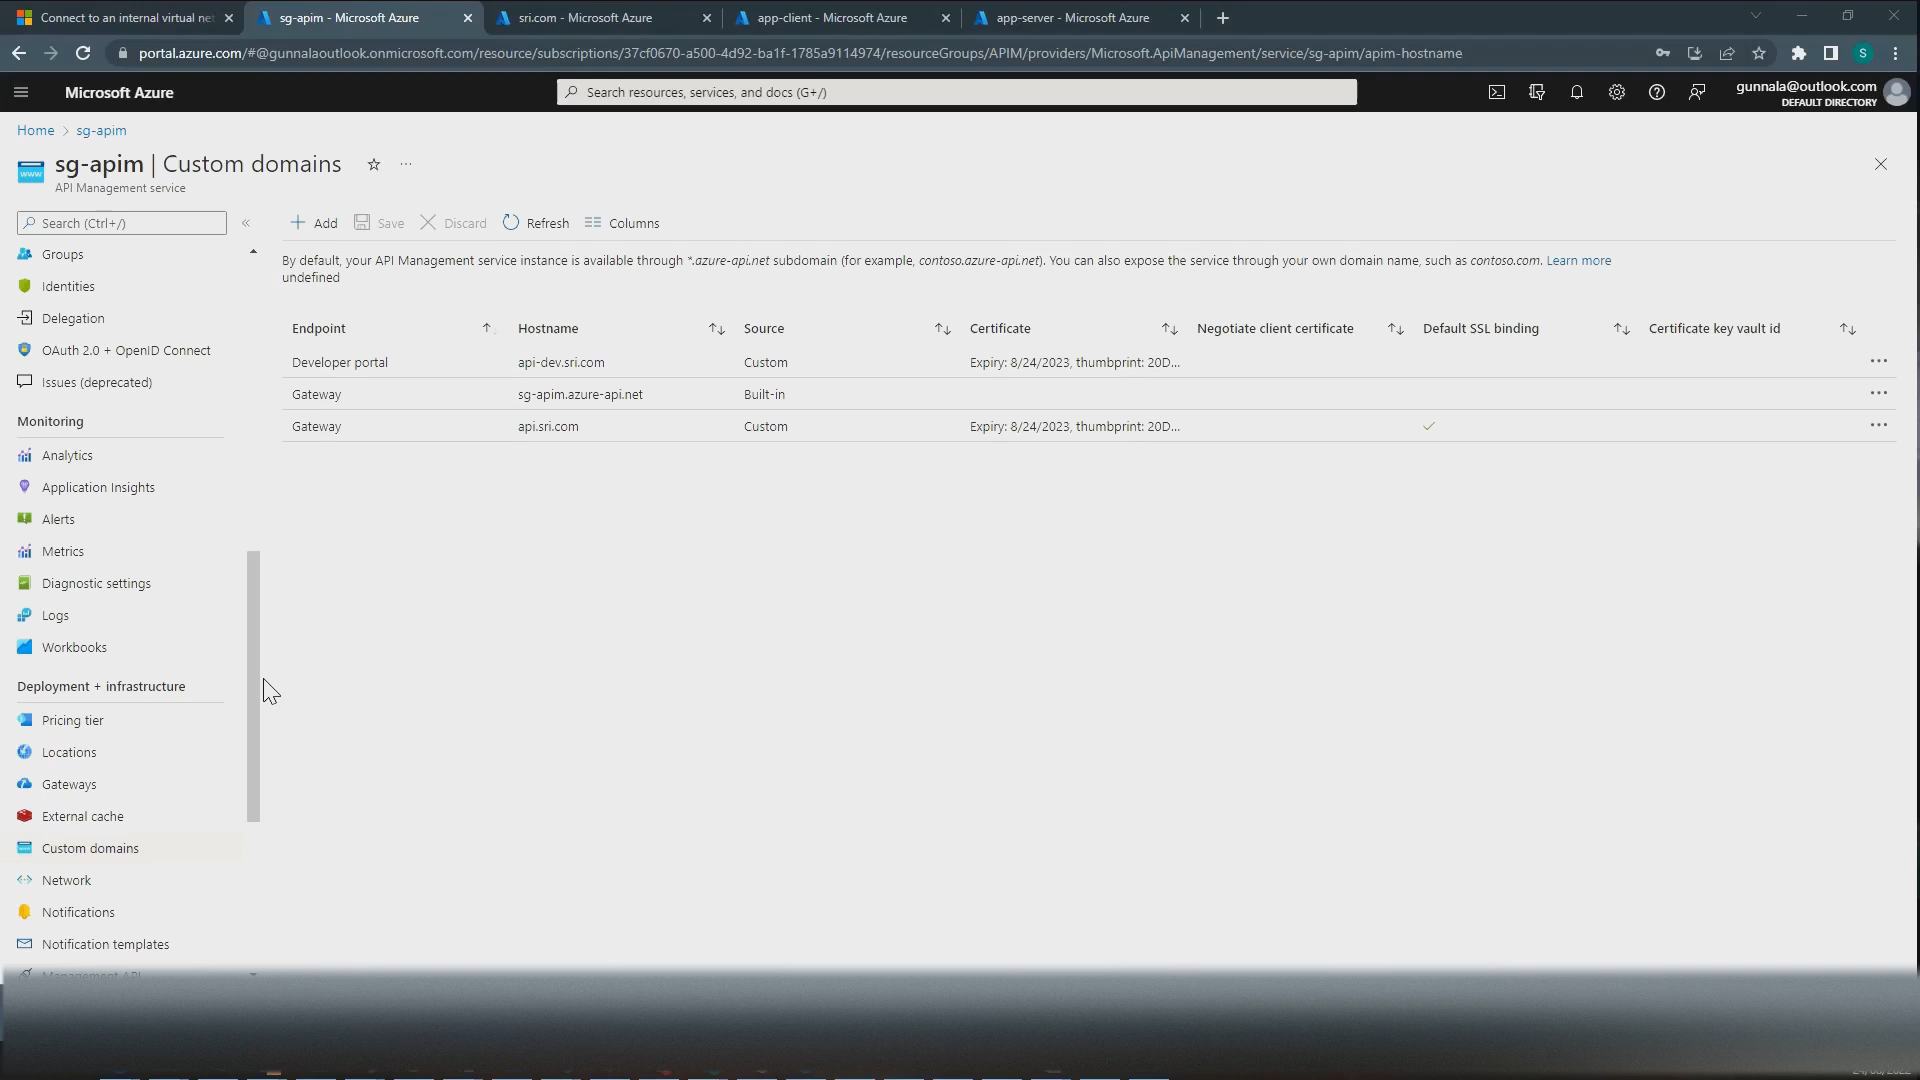 Connect to an internal virtual net
sg-apim - Microsoft Azure
sri.com - Microsoft Azure
app-client - Microsoft Azure
app-server - Microsoft Azure
portal.azure.com/#@gunnalaoutlook.onmicrosoft.com/resource/subscriptions/37cf0670-a500-4d92-ba1f-1785a9114974/resourceGroups/APIM/providers/Microsoft.ApiManagement/service/sg-apim/apim-hostname
S
Microsoft Azure
Search resources, services, and docs (G+/)
gunnala@outlook.com
DEFAULT DIRECTORY
Home > sg-apim
sg-apim | Custom domains
API Management service
Search (Ctrl+/)
Add
Save
Discard
Refresh
Columns
By default, your API Management service instance is available through *.azure-api.net subdomain (for example, contoso.azure-api.net). You can also expose the service through your own domain name, such as contoso.com. Learn more
undefined
Endpoint Hostname Source Certificate Negotiate client certificate Default SSL binding Certificate key vault id
Developer portal api-dev.sri.com Custom Expiry: 8/24/2023, thumbprint: 20D...
Gateway sg-apim.azure-api.net Built-in
Gateway api.sri.com Custom Expiry: 8/24/2023, thumbprint: 20D...
Groups
Identities
Delegation
OAuth 2.0 + OpenID Connect
Issues (deprecated)
Monitoring
Analytics
Application Insights
Alerts
Metrics
Diagnostic settings
Logs
Workbooks
Deployment + infrastructure
Pricing tier
Locations
Gateways
External cache
Custom domains
Network
Notifications
Notification templates
Management API